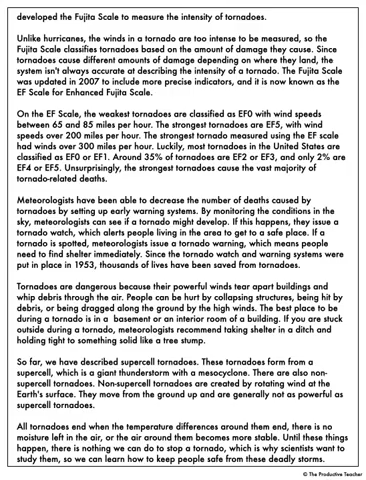 developed the Fujita Scale to measure the intensity of tornadoes.
Unlike hurricanes, the winds in a tornado are too intense to be measured, so the
Fujita Scale classifies tornadoes based on the amount of damage they cause. Since
tornadoes cause different amounts of damage depending on where they land, the
system isn't always accurate at describing the intensity of a tornado. The Fujita Scale
was updated in 2007 to include more precise indicators, and it is now known as the
EF Scale for Enhanced Fujita Scale.
On the EF Scale, the weakest tornadoes are classified as EF0 with wind speeds
between 65 and 85 miles per hour. The strongest tornadoes are EF5, with wind
speeds over 200 miles per hour. The strongest tornado measured using the EF scale
had winds over 300 miles per hour. Luckily, most tornadoes in the United States are
classified as EF0 or EF1. Around 35% of tornadoes are EF2 or EF3, and only 2% are
EF4 or EF5. Unsurprisingly, the strongest tornadoes cause the vast majority of
tornado-related deaths.
Meteorologists have been able to decrease the number of deaths caused by
tornadoes by setting up early warning systems. By monitoring the conditions in the
sky, meteorologists can see if a tornado might develop. If this happens, they issue a
tornado watch, which alerts people living in the area to get to a safe place. If a
tornado is spotted, meteorologists issue a tornado warning, which means people
need to find shelter immediately. Since the tornado watch and warning systems were
put in place in 1953, thousands of lives have been saved from tornadoes.
Tornadoes are dangerous because their powerful winds tear apart buildings and
whip debris through the air. People can be hurt by collapsing structures, being hit by
debris, or being dragged along the ground by the high winds. The best place to be
during a tornado is in a basement or an interior room of a building. If you are stuck
outside during a tornado, meteorologists recommend taking shelter in a ditch and
holding tight to something solid like a tree stump.
So far, we have described supercell tornadoes. These tornadoes form from a
supercell, which is a giant thunderstorm with a mesocyclone. There are also non-
supercell tornadoes. Non-supercell tornadoes are created by rotating wind at the
Earth's surface. They move from the ground up and are generally not as powerful as
supercell tornadoes.
All tornadoes end when the temperature differences around them end, there is no
moisture left in the air, or the air around them becomes more stable. Until these things
happen, there is nothing we can do to stop a tornado, which is why scientists want to
study them, so we can learn how to keep people safe from these deadly storms.
© The Productive Teacher